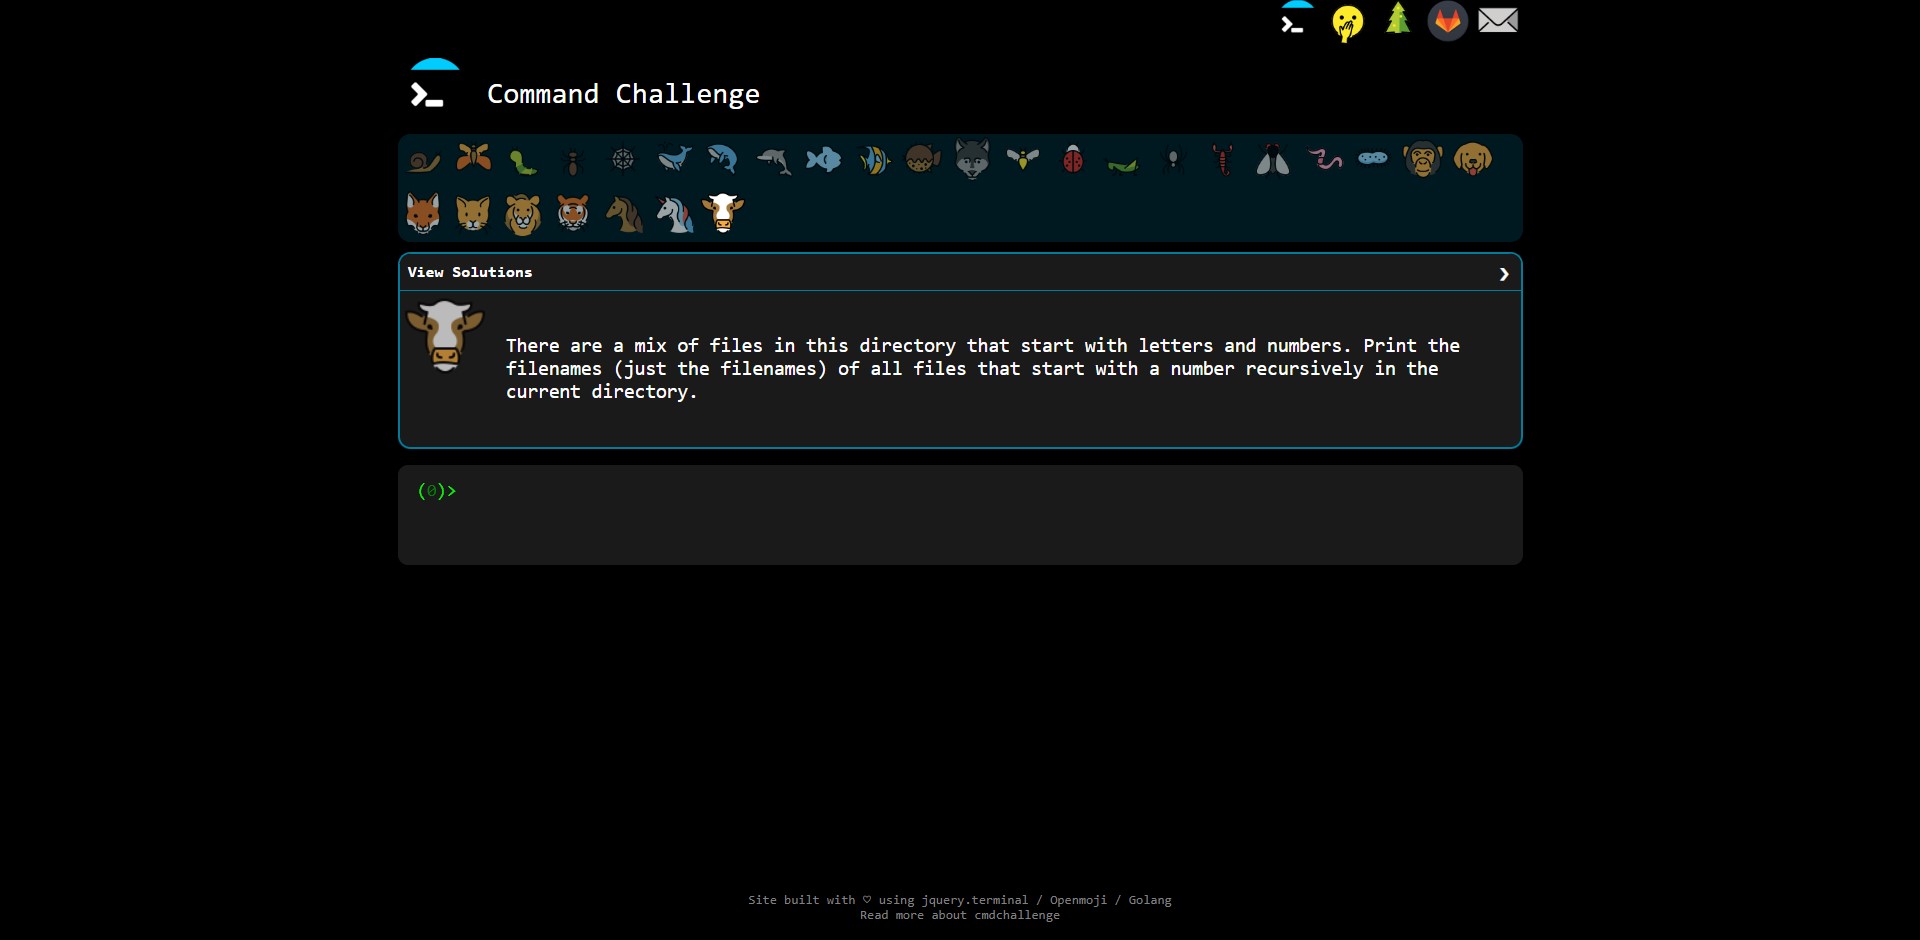 Command Challenge
View Solutions ❯
There are a mix of files in this directory that start with letters and numbers. Print the
filenames (just the filenames) of all files that start with a number recursively in the
current directory.
(0)>
Site built with ♡ using jquery.terminal / Openmoji / Golang
Read more about cmdchallenge